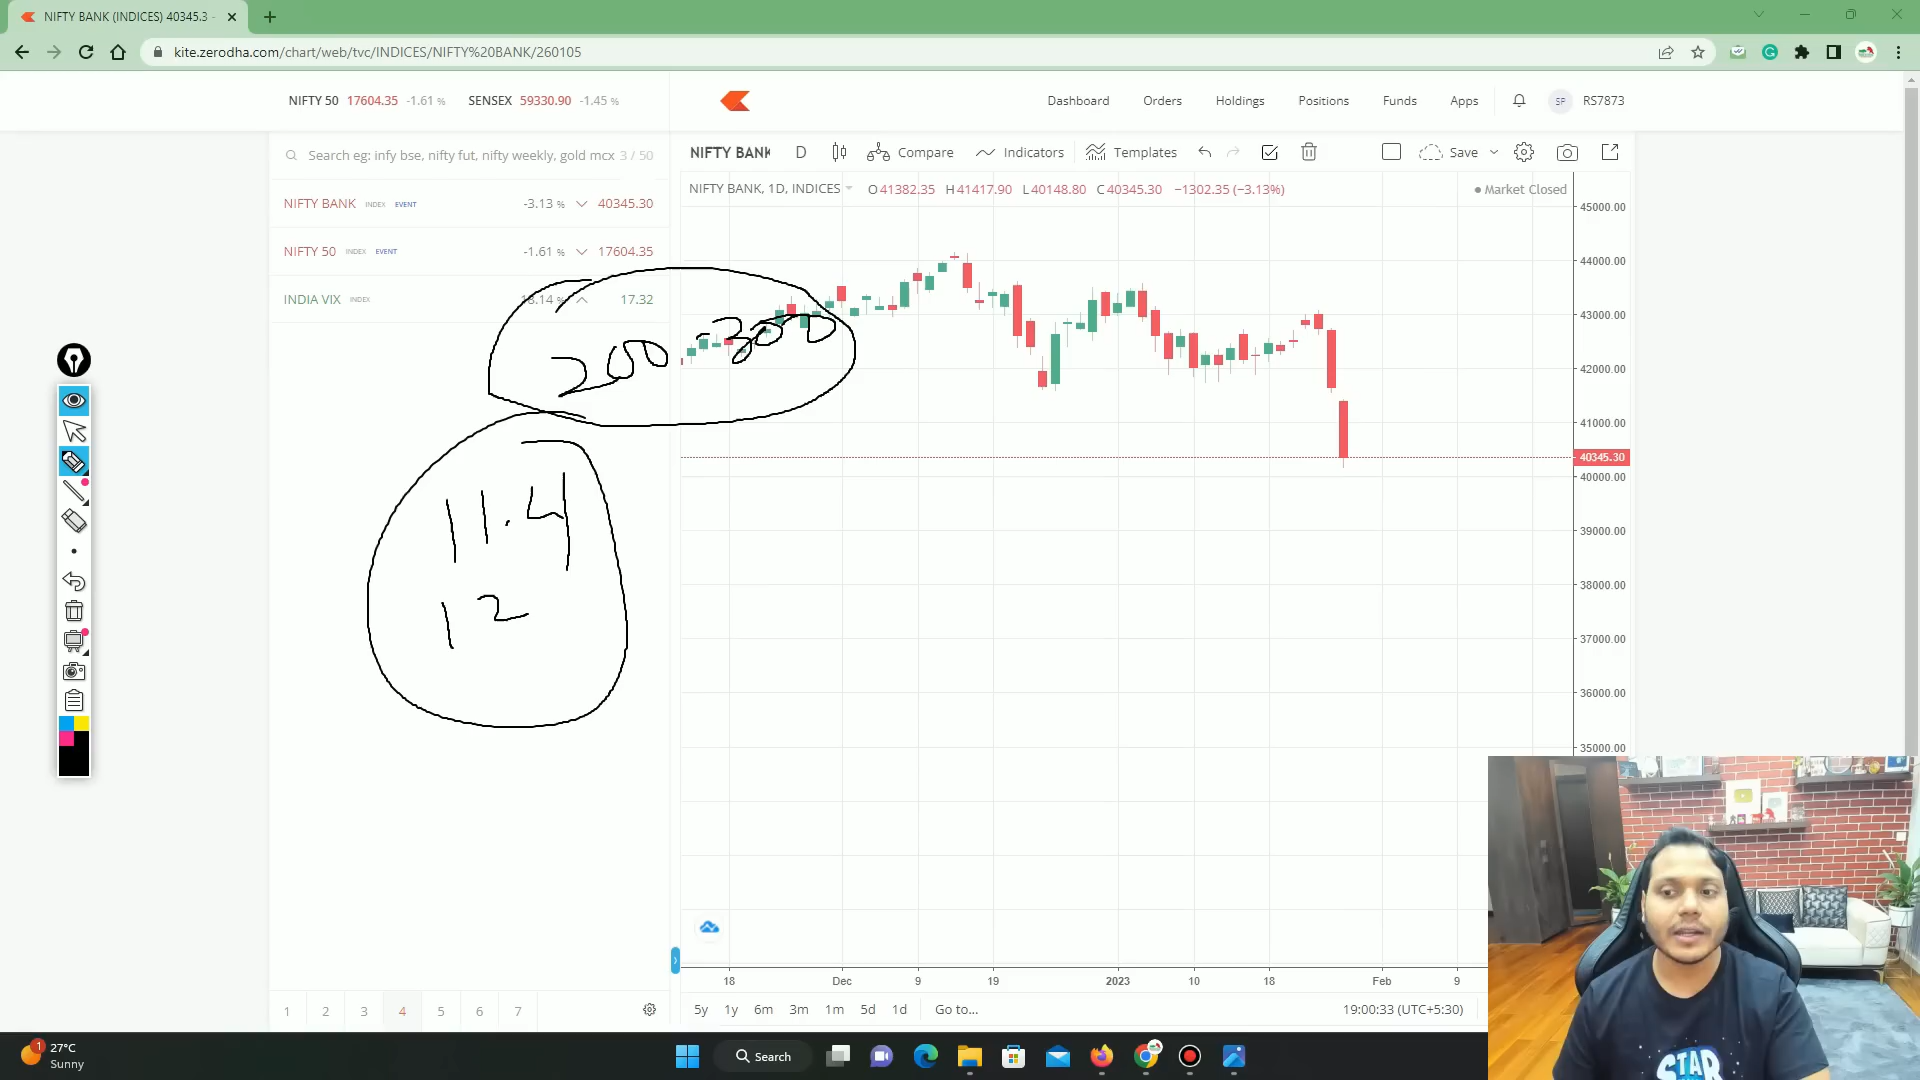 NIFTY BANK (INDICES) 40345.3 -
kite.zerodha.com/chart/web/tvc/INDICES/NIFTY%20BANK/260105
NIFTY 50 17604.35 -1.61 % SENSEX 59330.90 -1.45 %
Dashboard Orders Holdings Positions Funds Apps SP RS7873
Search eg: infy bse, nifty fut, nifty weekly, gold mcx 3 / 50
NIFTY BANK D Compare Indicators Templates Save
NIFTY BANK, 1D, INDICES O41382.35 H41417.90 L40148.80 C40345.30 −1302.35 (−3.13%) Market Closed
NIFTY BANK INDEX EVENT -3.13 % 40345.30
NIFTY 50 INDEX EVENT -1.61 % 17604.35
INDIA VIX INDEX 18.14 % 17.32
200-300
11.4
12
45000.00
44000.00
43000.00
42000.00
41000.00
40345.30
40000.00
39000.00
38000.00
37000.00
36000.00
35000.00
18 Dec 9 19 2023 10 18 Feb 9
1 2 3 4 5 6 7
5y 1y 6m 3m 1m 5d 1d Go to... 19:00:33 (UTC+5:30)
STAR
1
27°C
Sunny
Search